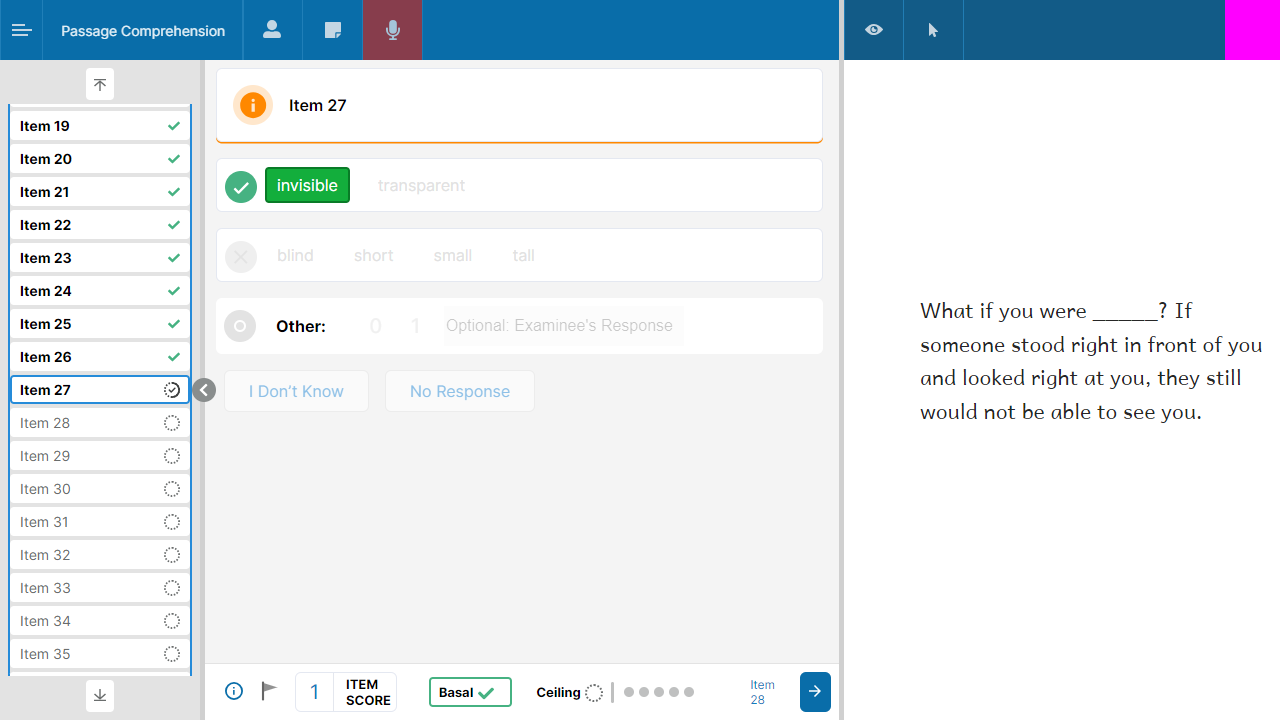 Passage Comprehension
Item 19
Item 20
Item 21
Item 22
Item 23
Item 24
Item 25
Item 26
Item 27
Item 28
Item 29
Item 30
Item 31
Item 32
Item 33
Item 34
Item 35
Item 27
invisible transparent
blind short small tall
Other: 0 1 Optional: Examinee's Response
I Don't Know No Response
1 ITEM SCORE
Basal
Ceiling
Item 28
What if you were _____? If
someone stood right in front of you
and looked right at you, they still
would not be able to see you.